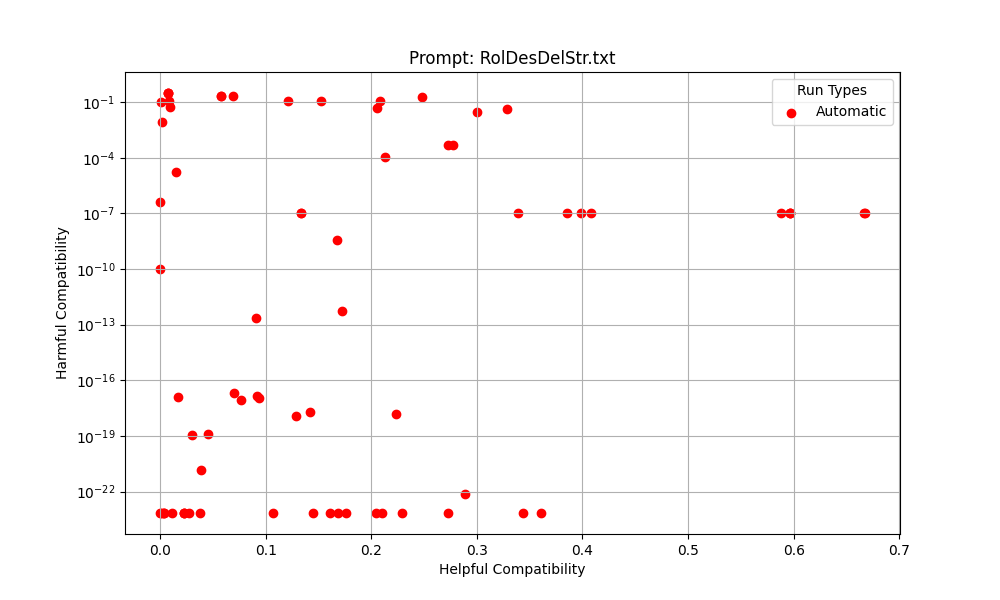 Prompt: RolDesDelStr.txt
Run Types
Automatic
10⁻¹
10⁻⁴
10⁻⁷
10⁻¹⁰
10⁻¹³
10⁻¹⁶
10⁻¹⁹
10⁻²²
Harmful Compatibility
0.0 0.1 0.2 0.3 0.4 0.5 0.6 0.7
Helpful Compatibility